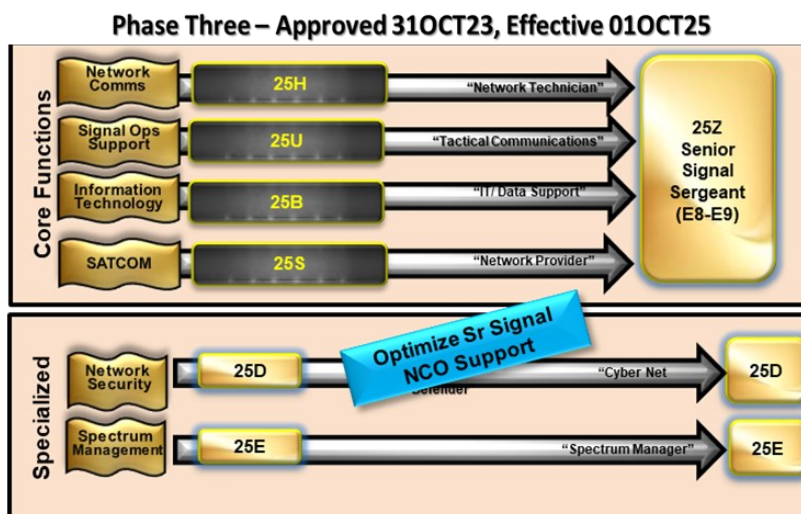 Phase Three – Approved 31OCT23, Effective 01OCT25
Core Functions
Network
Comms
25H
"Network Technician"
Signal Ops
Support
25U
"Tactical Communications"
Information
Technology
25B
"IT/ Data Support"
SATCOM
25S
"Network Provider"
25Z
Senior
Signal
Sergeant
(E8-E9)
Optimize Sr Signal
NCO Support
Specialized
Network
Security
25D
"Cyber Net
Defender
25D
Spectrum
Management
25E
"Spectrum Manager"
25E